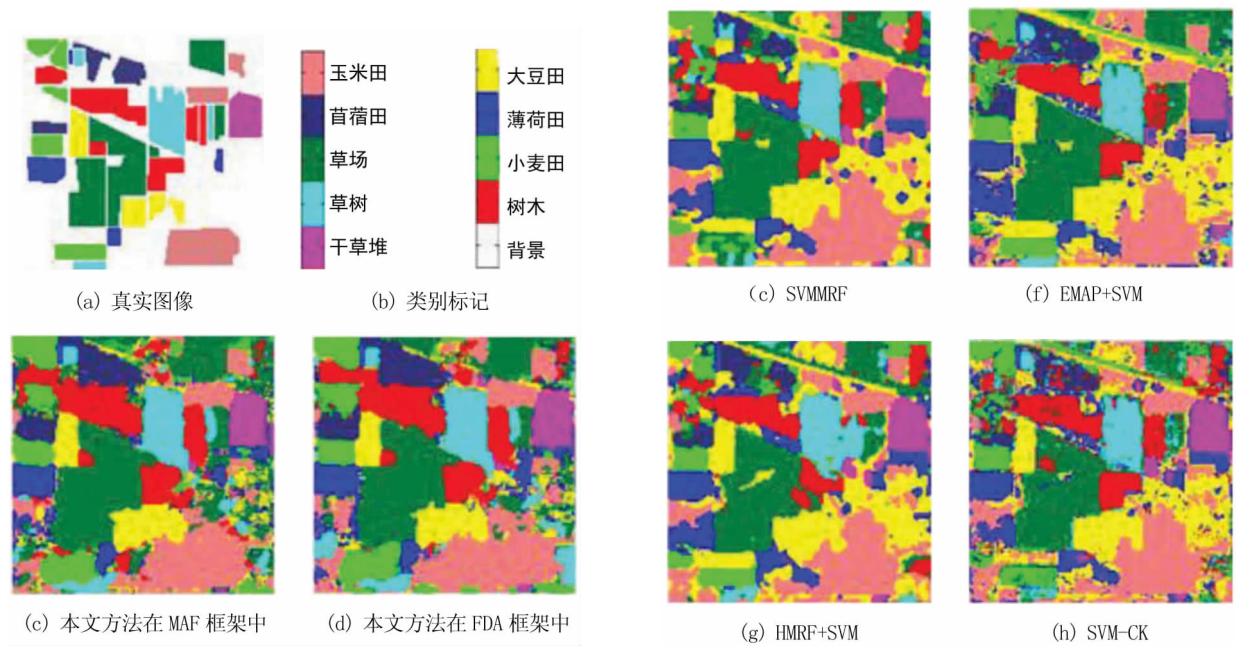 玉米田
苜蓿田
草场
草树
干草堆
大豆田
薄荷田
小麦田
树木
背景
(a) 真实图像
(b) 类别标记
(c) SVMMRF
(f) EMAP+SVM
(c) 本文方法在 MAF 框架中
(d) 本文方法在 FDA 框架中
(g) HMRF+SVM
(h) SVM-CK